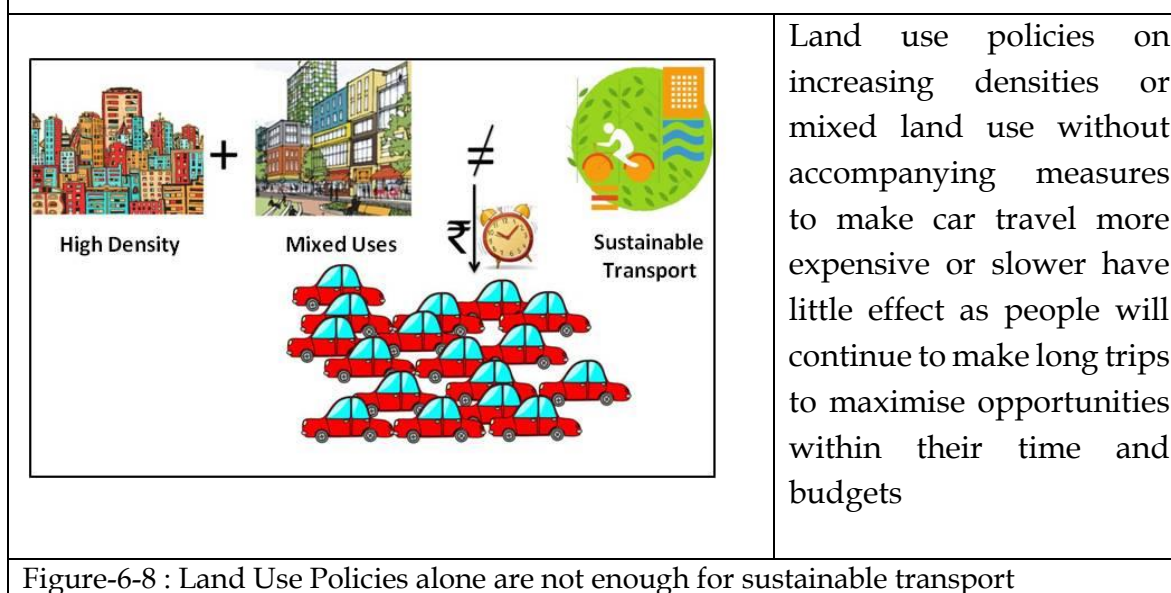 +
≠
High Density
Mixed Uses
₹
Sustainable
Transport
Land use policies on
increasing densities or
mixed land use without
accompanying measures
to make car travel more
expensive or slower have
little effect as people will
continue to make long trips
to maximise opportunities
within their time and
budgets
Figure-6-8 : Land Use Policies alone are not enough for sustainable transport